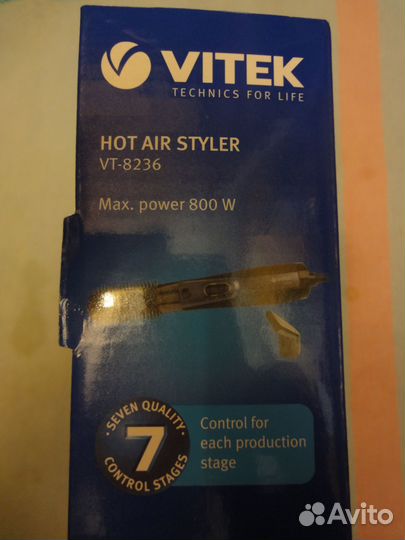 VITEK
TECHNICS FOR LIFE
HOT AIR STYLER
VT-8236
Max. power 800 W
SEVEN QUALITY
7
CONTROL STAGES
Control for
each production
stage
Avito